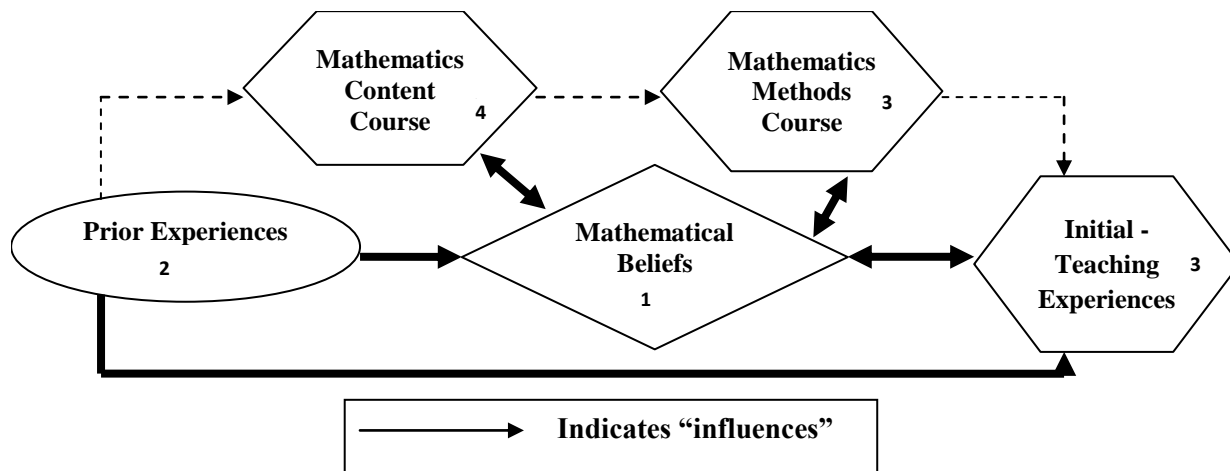 Mathematics
Content
Course
4
Mathematics
Methods
Course
3
Prior Experiences
2
Mathematical
Beliefs
1
Initial -
Teaching
Experiences
3
Indicates “influences”